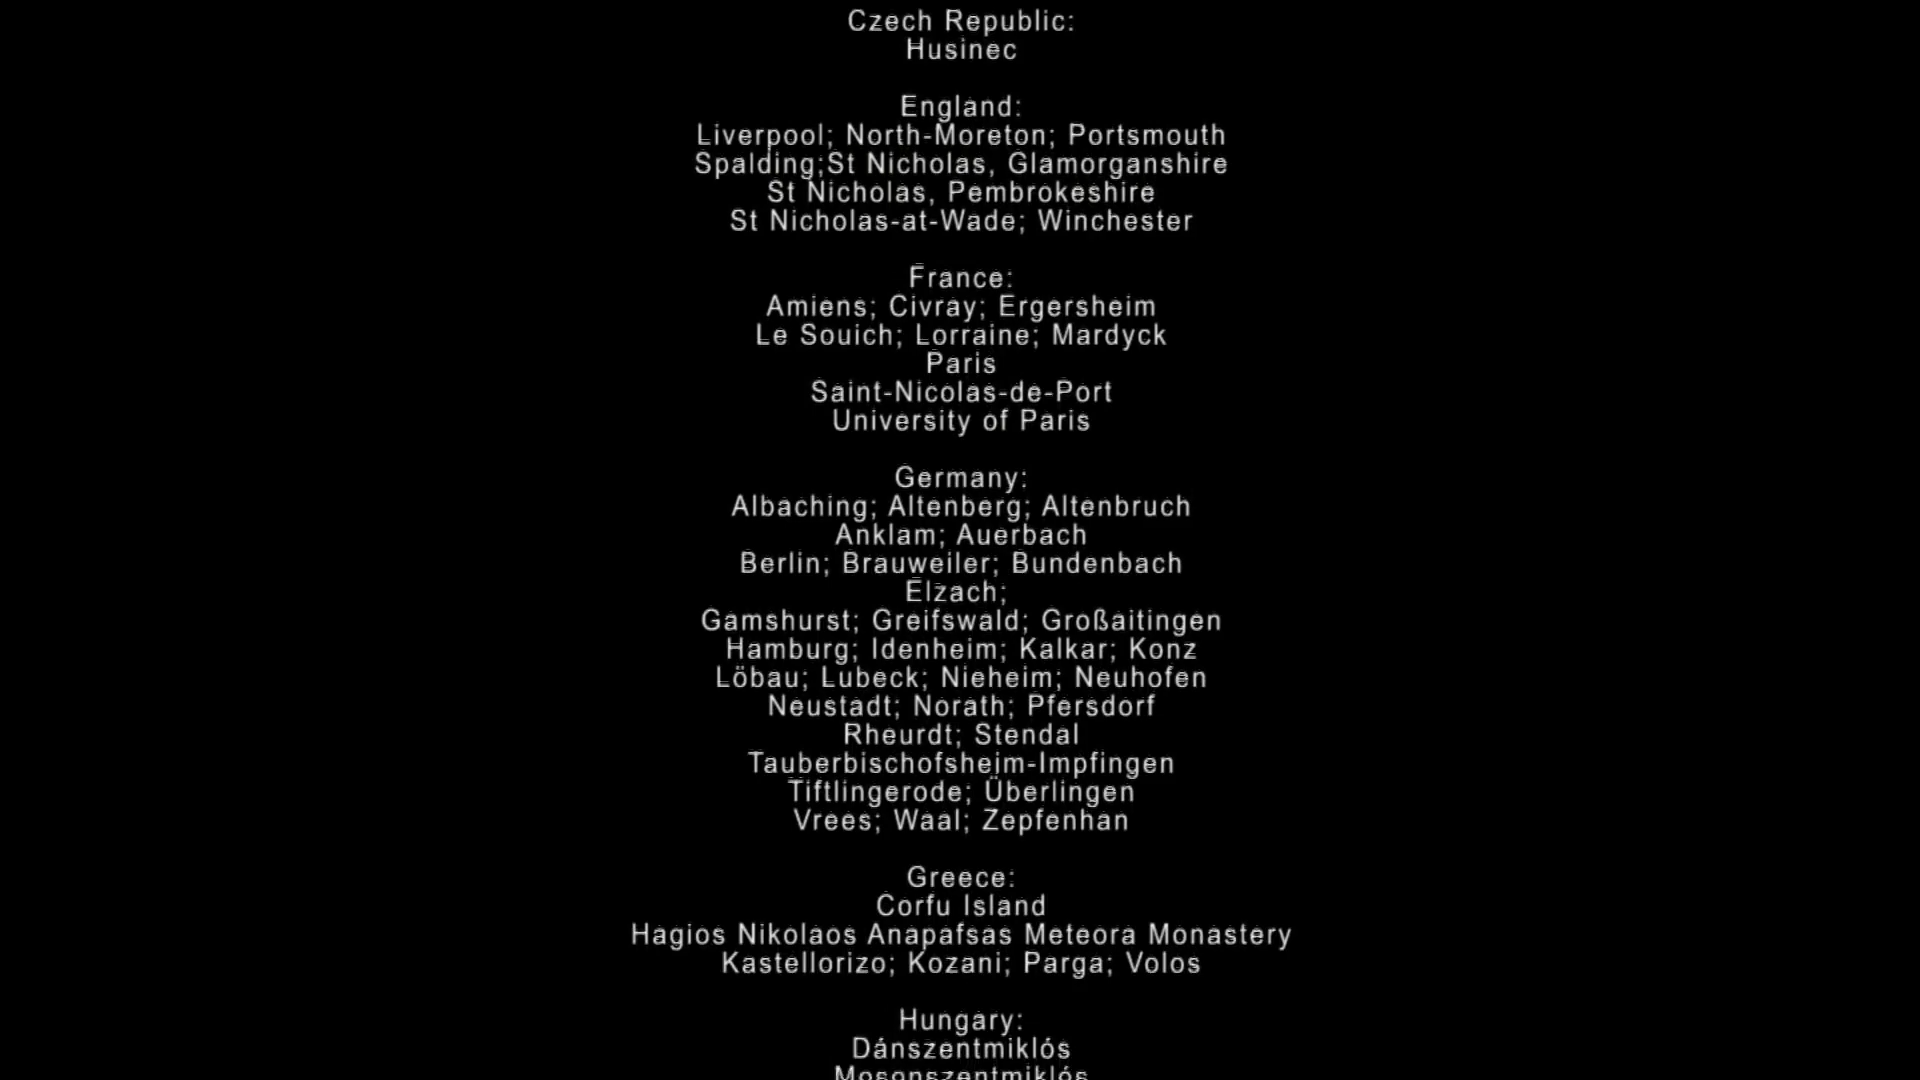 Czech Republic:
Husinec
England:
Liverpool; North-Moreton; Portsmouth
Spalding;St Nicholas, Glamorganshire
St Nicholas, Pembrokeshire
St Nicholas-at-Wade; Winchester
France:
Amiens; Civray; Ergersheim
Le Souich; Lorraine; Mardyck
Paris
Saint-Nicolas-de-Port
University of Paris
Germany:
Albaching; Altenberg; Altenbruch
Anklam; Auerbach
Berlin; Brauweiler; Bundenbach
Elzach;
Gamshurst; Greifswald; Großaitingen
Hamburg; Idenheim; Kalkar; Konz
Löbau; Lubeck; Nieheim; Neuhofen
Neustadt; Norath; Pfersdorf
Rheurdt; Stendal
Tauberbischofsheim-Impfingen
Tiftlingerode; Überlingen
Vrees; Waal; Zepfenhan
Greece:
Corfu Island
Hagios Nikolaos Anapafsas Meteora Monastery
Kastellorizo; Kozani; Parga; Volos
Hungary:
Dánszentmiklós
Mosonszentmiklós